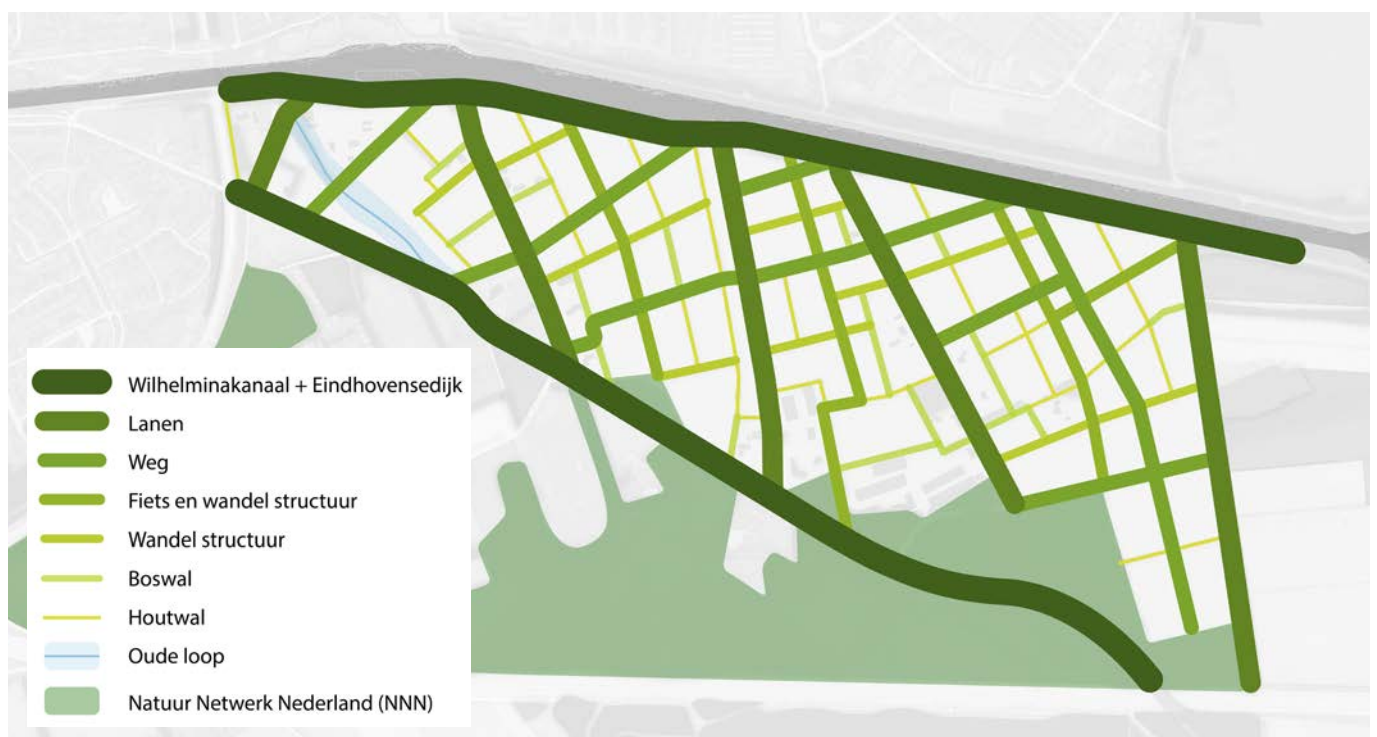 Wilhelminakanaal + Eindhovensedijk
Lanen
Weg
Fiets en wandel structuur
Wandel structuur
Boswal
Houtwal
Oude loop
Natuur Netwerk Nederland (NNN)